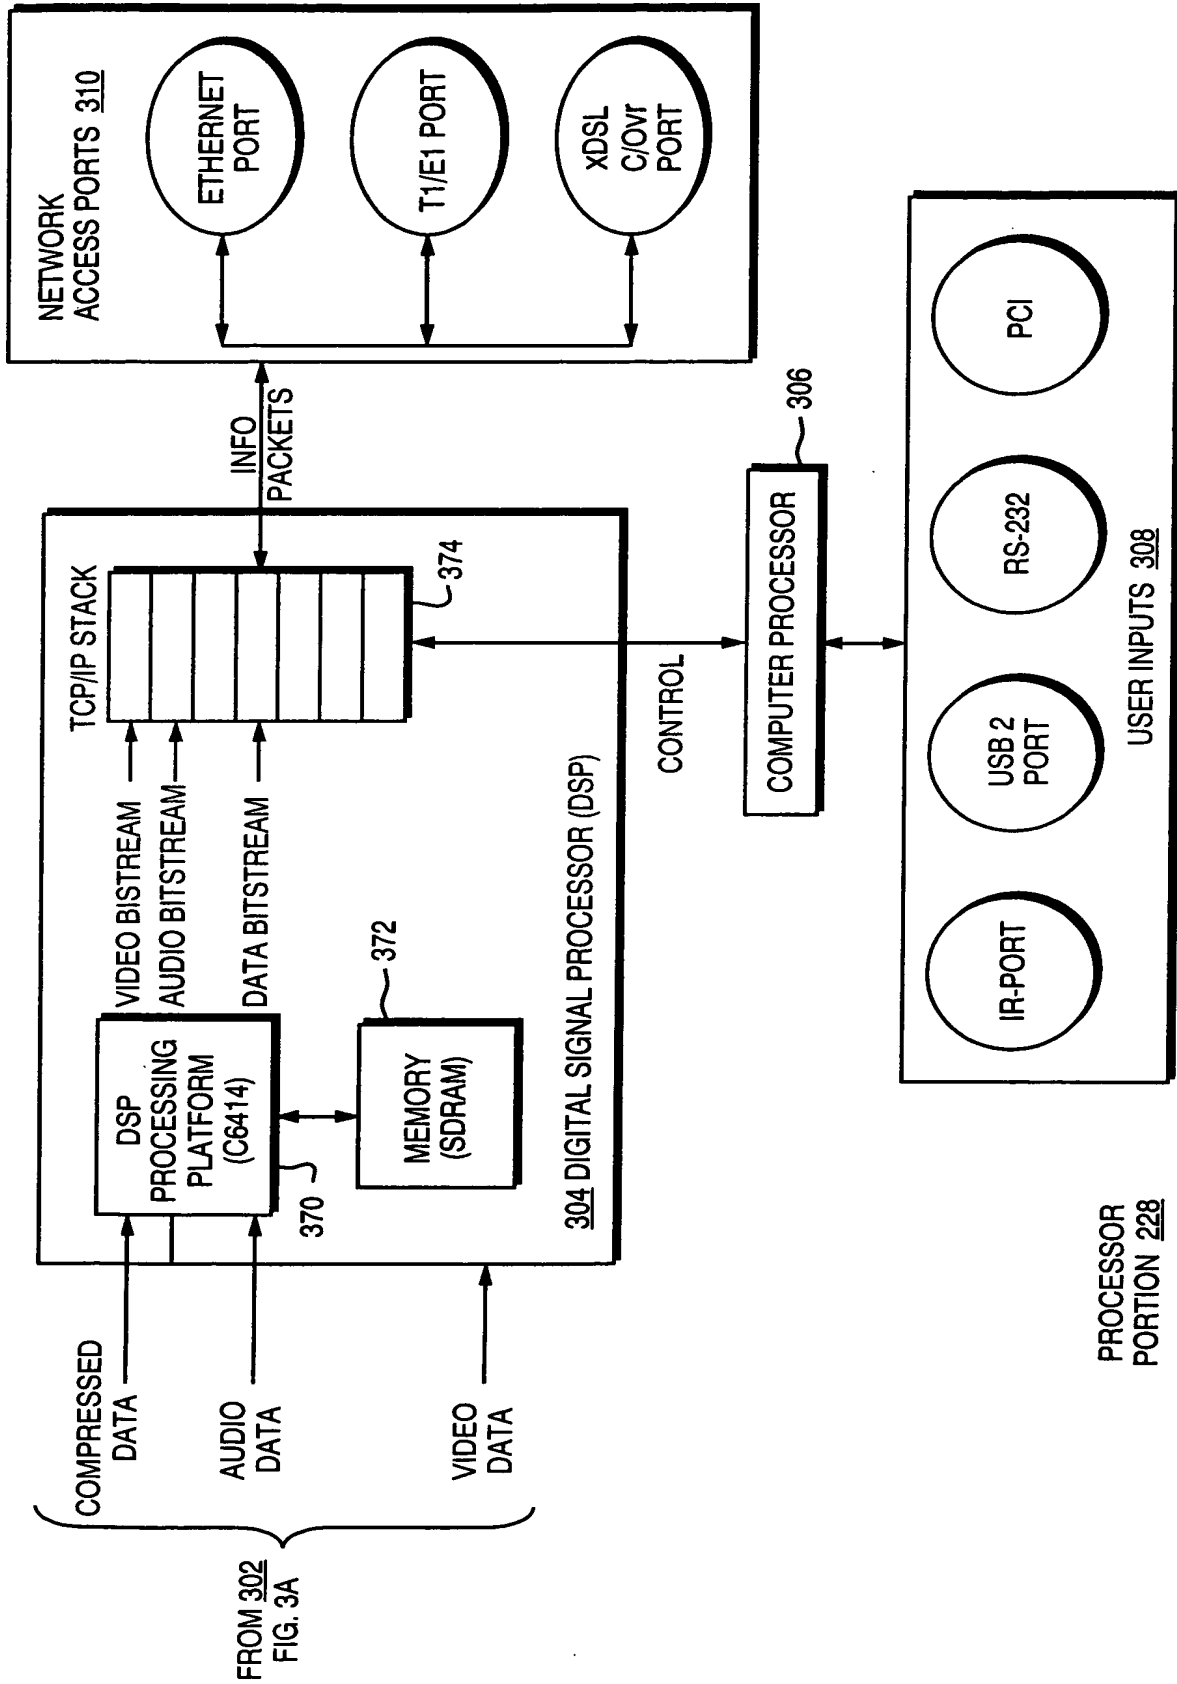 COMPRESSED
DATA
AUDIO
DATA
VIDEO
DATA
FROM 302
FIG. 3A
DSP
PROCESSING
PLATFORM
(C6414)
370
MEMORY
(SDRAM)
372
VIDEO BISTREAM
AUDIO BITSTREAM
DATA BITSTREAM
TCP/IP STACK
374
304 DIGITAL SIGNAL PROCESSOR (DSP)
INFO
PACKETS
NETWORK
ACCESS PORTS 310
ETHERNET
PORT
T1/E1 PORT
xDSL
C/Ovr
PORT
CONTROL
COMPUTER PROCESSOR
306
IR-PORT
USB 2
PORT
RS-232
PCI
USER INPUTS 308
PROCESSOR
PORTION 228